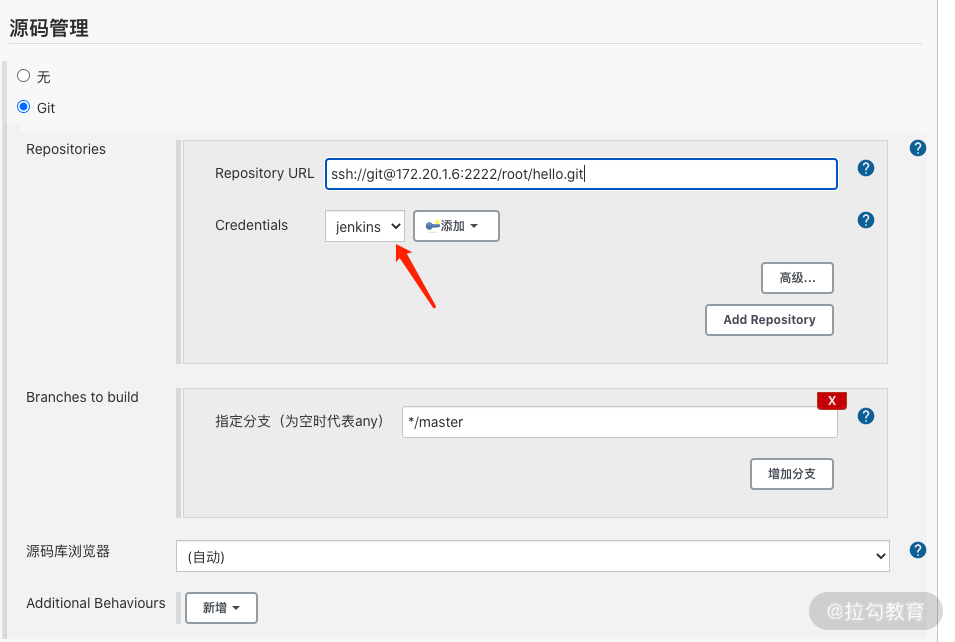 源码管理
无
Git
Repositories
Repository URL ssh://git@172.20.1.6:2222/root/hello.git
Credentials jenkins 添加
高级...
Add Repository
Branches to build
X
指定分支（为空时代表any） */master
增加分支
源码库浏览器 (自动)
Additional Behaviours 新增
@拉勾教育